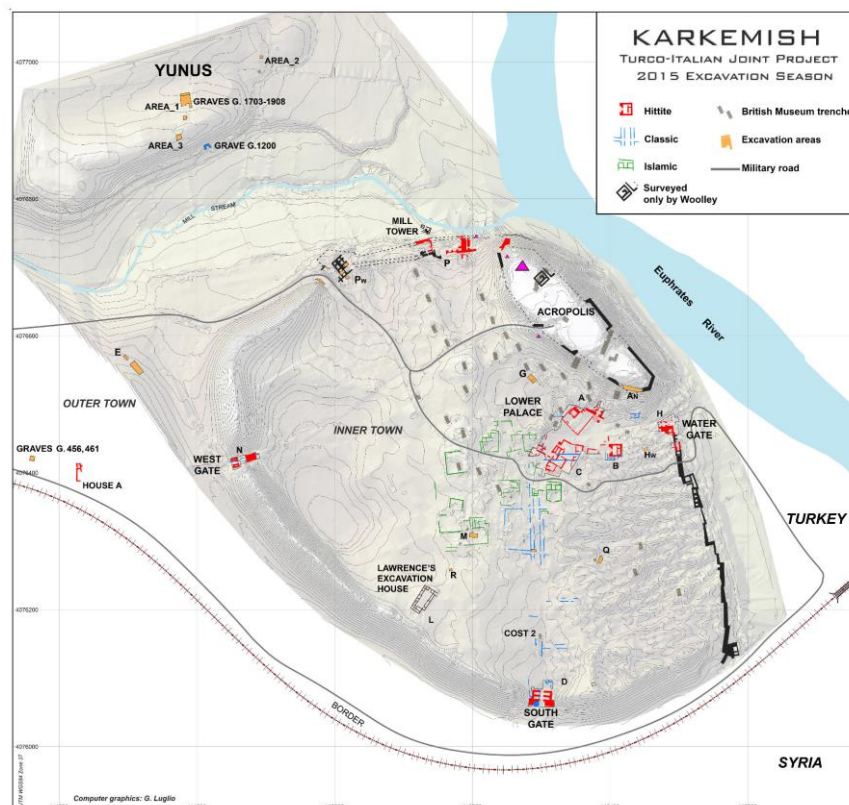 KARKEMISH
TURCO-ITALIAN JOINT PROJECT
2015 EXCAVATION SEASON
Hittite
British Museum trenche
Classic
Excavation areas
Islamic
Military road
Surveyed
only by Woolley
4077000
YUNUS
AREA_2
AREA_1
GRAVES G. 1703-1908
AREA_3
GRAVE G.1200
MILL STREAM
MILL
TOWER
P
Pw
Euphrates
River
ACROPOLIS
E
G
LOWER
PALACE
A
AN
OUTER TOWN
INNER TOWN
H
WATER
GATE
N
WEST
GATE
GRAVES G. 456,461
HOUSE A
4076400
C
B
Hw
TURKEY
M
Q
R
LAWRENCE'S
EXCAVATION
HOUSE
L
4076200
COST 2
D
SOUTH
GATE
BORDER
4076000
SYRIA
Computer graphics: G. Luglio